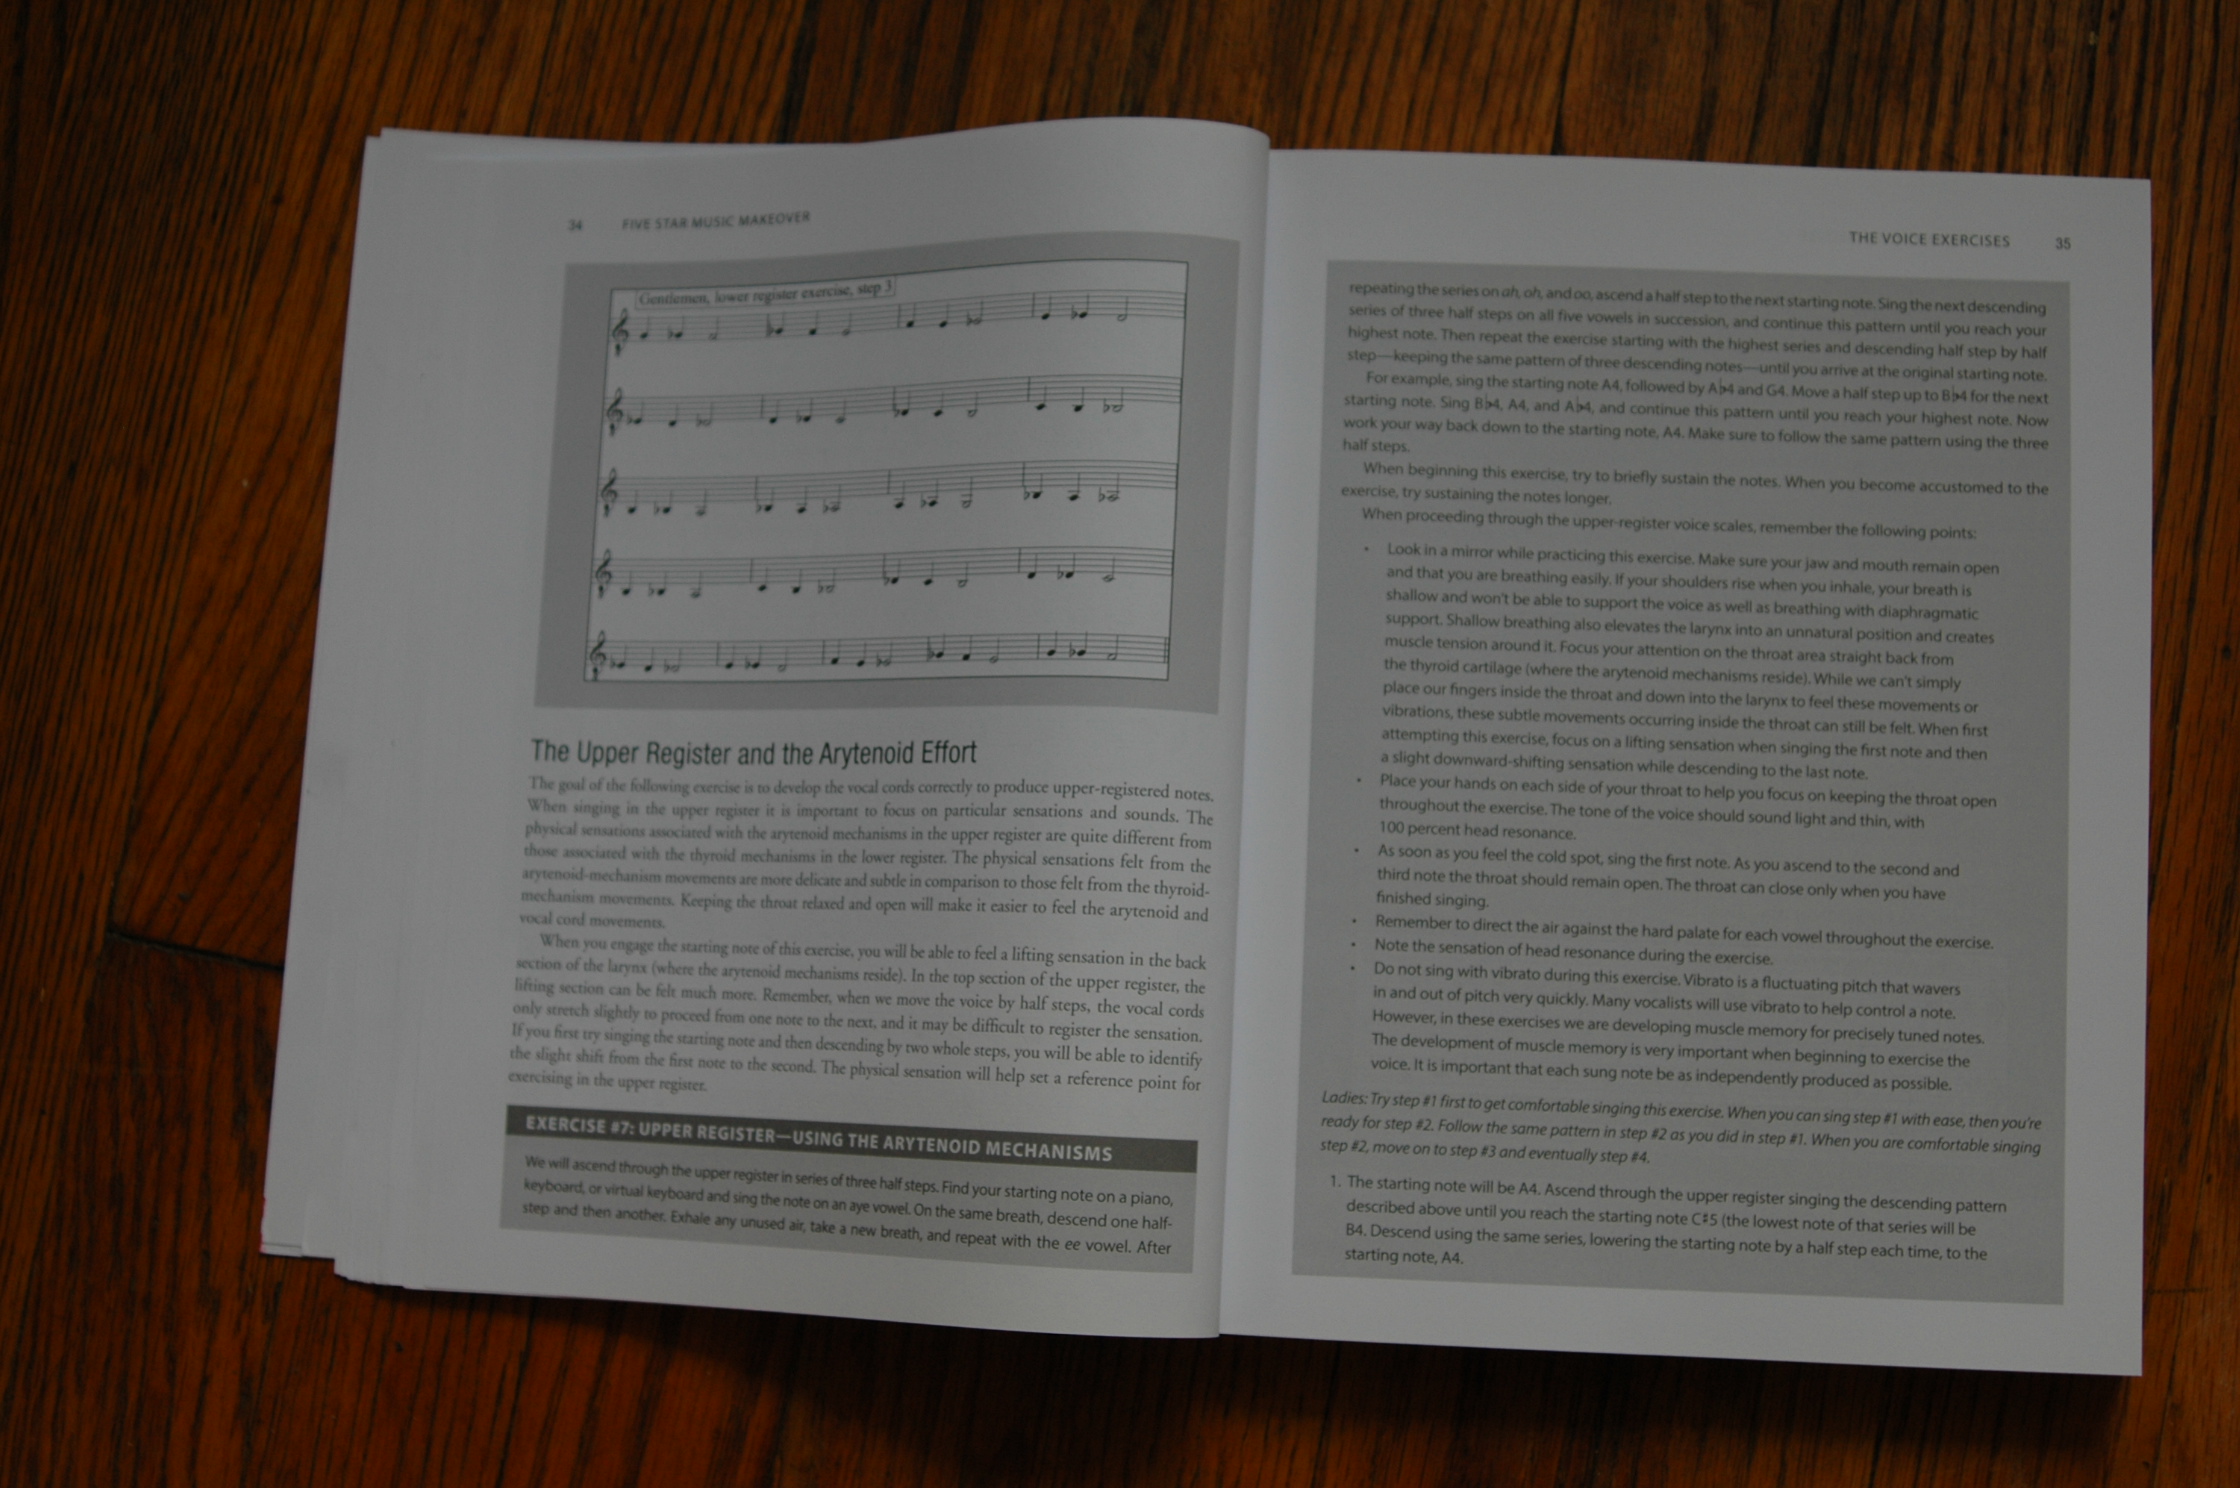 34 FIVE STAR MUSIC MAKEOVER
Gentlemen, lower register exercise, step 3
The Upper Register and the Arytenoid Effort
The goal of the following exercise is to develop the vocal cords correctly to produce upper-registered notes.
When singing in the upper register it is important to focus on particular sensations and sounds. The
physical sensations associated with the arytenoid mechanisms in the upper register are quite different from
those associated with the thyroid mechanisms in the lower register. The physical sensations felt from the
arytenoid-mechanism movements are more delicate and subtle in comparison to those felt from the thyroid-
mechanism movements. Keeping the throat relaxed and open will make it easier to feel the arytenoid and
vocal cord movements.
When you engage the starting note of this exercise, you will be able to feel a lifting sensation in the back
section of the larynx (where the arytenoid mechanisms reside). In the top section of the upper register, the
lifting section can be felt much more. Remember, when we move the voice by half steps, the vocal cords
only stretch slightly to proceed from one note to the next, and it may be difficult to register the sensation.
If you first try singing the starting note and then descending by two whole steps, you will be able to identify
the slight shift from the first note to the second. The physical sensation will help set a reference point for
exercising in the upper register.
EXERCISE #7: UPPER REGISTER—USING THE ARYTENOID MECHANISMS
We will ascend through the upper register in series of three half steps. Find your starting note on a piano,
keyboard, or virtual keyboard and sing the note on an aye vowel. On the same breath, descend one half-
step and then another. Exhale any unused air, take a new breath, and repeat with the ee vowel. After
THE VOICE EXERCISES 35
repeating the series on ah, oh, and oo, ascend a half step to the next starting note. Sing the next descending
series of three half steps on all five vowels in succession, and continue this pattern until you reach your
highest note. Then repeat the exercise starting with the highest series and descending half step by half
step—keeping the same pattern of three descending notes—until you arrive at the original starting note.
For example, sing the starting note A4, followed by A♭4 and G4. Move a half step up to B♭4 for the next
starting note. Sing B♭4, A4, and A♭4, and continue this pattern until you reach your highest note. Now
work your way back down to the starting note, A4. Make sure to follow the same pattern using the three
half steps.
When beginning this exercise, try to briefly sustain the notes. When you become accustomed to the
exercise, try sustaining the notes longer.
When proceeding through the upper-register voice scales, remember the following points:
• Look in a mirror while practicing this exercise. Make sure your jaw and mouth remain open
and that you are breathing easily. If your shoulders rise when you inhale, your breath is
shallow and won't be able to support the voice as well as breathing with diaphragmatic
support. Shallow breathing also elevates the larynx into an unnatural position and creates
muscle tension around it. Focus your attention on the throat area straight back from
the thyroid cartilage (where the arytenoid mechanisms reside). While we can't simply
place our fingers inside the throat and down into the larynx to feel these movements or
vibrations, these subtle movements occurring inside the throat can still be felt. When first
attempting this exercise, focus on a lifting sensation when singing the first note and then
a slight downward-shifting sensation while descending to the last note.
• Place your hands on each side of your throat to help you focus on keeping the throat open
throughout the exercise. The tone of the voice should sound light and thin, with
100 percent head resonance.
• As soon as you feel the cold spot, sing the first note. As you ascend to the second and
third note the throat should remain open. The throat can close only when you have
finished singing.
• Remember to direct the air against the hard palate for each vowel throughout the exercise.
• Note the sensation of head resonance during the exercise.
• Do not sing with vibrato during this exercise. Vibrato is a fluctuating pitch that wavers
in and out of pitch very quickly. Many vocalists will use vibrato to help control a note.
However, in these exercises we are developing muscle memory for precisely tuned notes.
The development of muscle memory is very important when beginning to exercise the
voice. It is important that each sung note be as independently produced as possible.
Ladies: Try step #1 first to get comfortable singing this exercise. When you can sing step #1 with ease, then you're
ready for step #2. Follow the same pattern in step #2 as you did in step #1. When you are comfortable singing
step #2, move on to step #3 and eventually step #4.
1. The starting note will be A4. Ascend through the upper register singing the descending pattern
described above until you reach the starting note C♯5 (the lowest note of that series will be
B4. Descend using the same series, lowering the starting note by a half step each time, to the
starting note, A4.